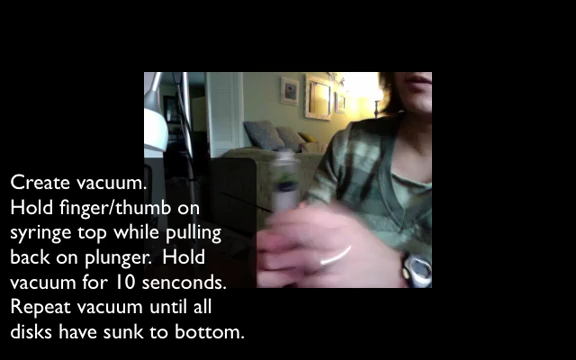 Create vacuum.
Hold finger/thumb on
syringe top while pulling
back on plunger.  Hold
vacuum for 10 senconds.
Repeat vacuum until all
disks have sunk to bottom.